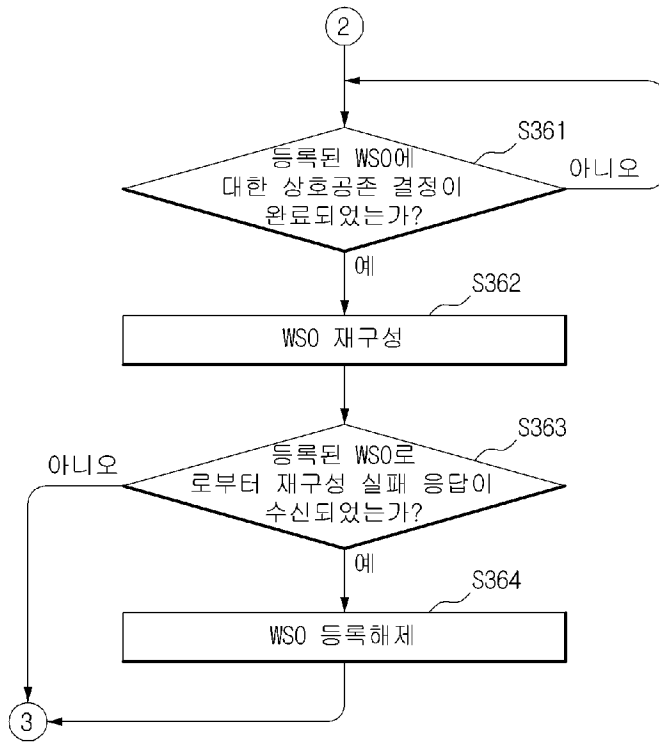 2
S361
등록된 WSO에
대한 상호공존 결정이
완료되었는가?
아니오
예
S362
WSO 재구성
S363
아니오
등록된 WSO로
로부터 재구성 실패 응답이
수신되었는가?
예
S364
WSO 등록해제
3